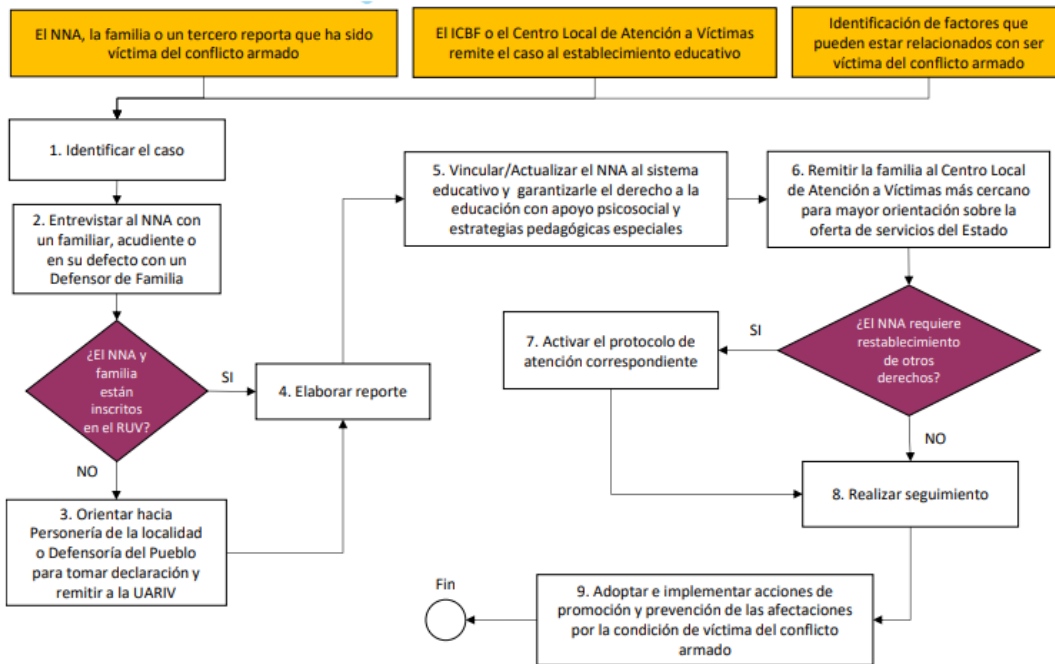 El NNA, la familia o un tercero reporta que ha sido
víctima del conflicto armado
El ICBF o el Centro Local de Atención a Víctimas
remite el caso al establecimiento educativo
Identificación de factores que
pueden estar relacionados con ser
víctima del conflicto armado
1. Identificar el caso
2. Entrevistar al NNA con
un familiar, acudiente o
en su defecto con un
Defensor de Familia
¿El NNA y
familia
están
inscritos
en el RUV?
SI
NO
3. Orientar hacia
Personería de la localidad
o Defensoría del Pueblo
para tomar declaración y
remitir a la UARIV
4. Elaborar reporte
5. Vincular/Actualizar el NNA al sistema
educativo y garantizarle el derecho a la
educación con apoyo psicosocial y
estrategias pedagógicas especiales
6. Remitir la familia al Centro Local
de Atención a Víctimas más cercano
para mayor orientación sobre la
oferta de servicios del Estado
¿El NNA requiere
restablecimiento
de otros
derechos?
SI
7. Activar el protocolo de
atención correspondiente
NO
8. Realizar seguimiento
9. Adoptar e implementar acciones de
promoción y prevención de las afectaciones
por la condición de víctima del conflicto
armado
Fin